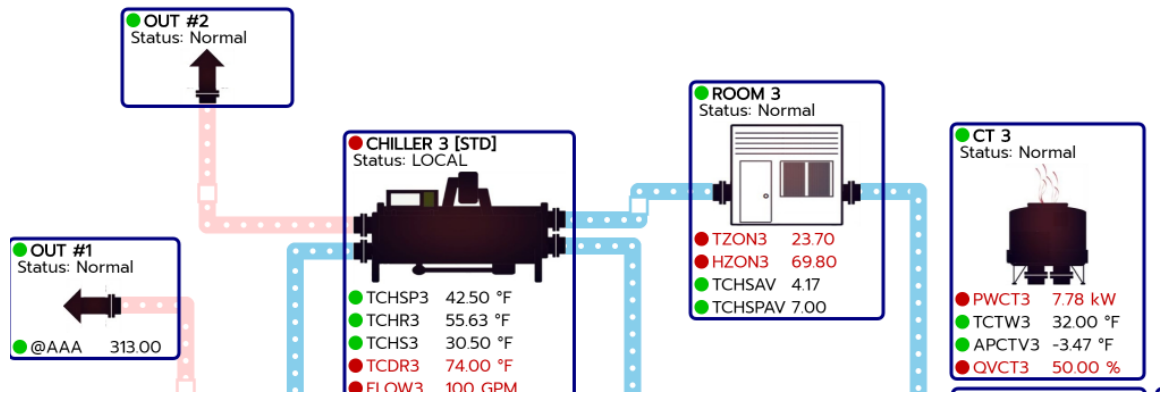 OUT #2
Status: Normal
ROOM 3
Status: Normal
CT 3
Status: Normal
CHILLER 3 [STD]
Status: LOCAL
OUT #1
Status: Normal
@AAA 313.00
TCHSP3 42.50 °F
TCHR3 55.63 °F
TCHS3 30.50 °F
TCDR3 74.00 °F
FLOW3 100 GPM
TZON3 23.70
HZON3 69.80
TCHSAV 4.17
TCHSPAV 7.00
PWCT3 7.78 kW
TCTW3 32.00 °F
APCTV3 -3.47 °F
QVCT3 50.00 %